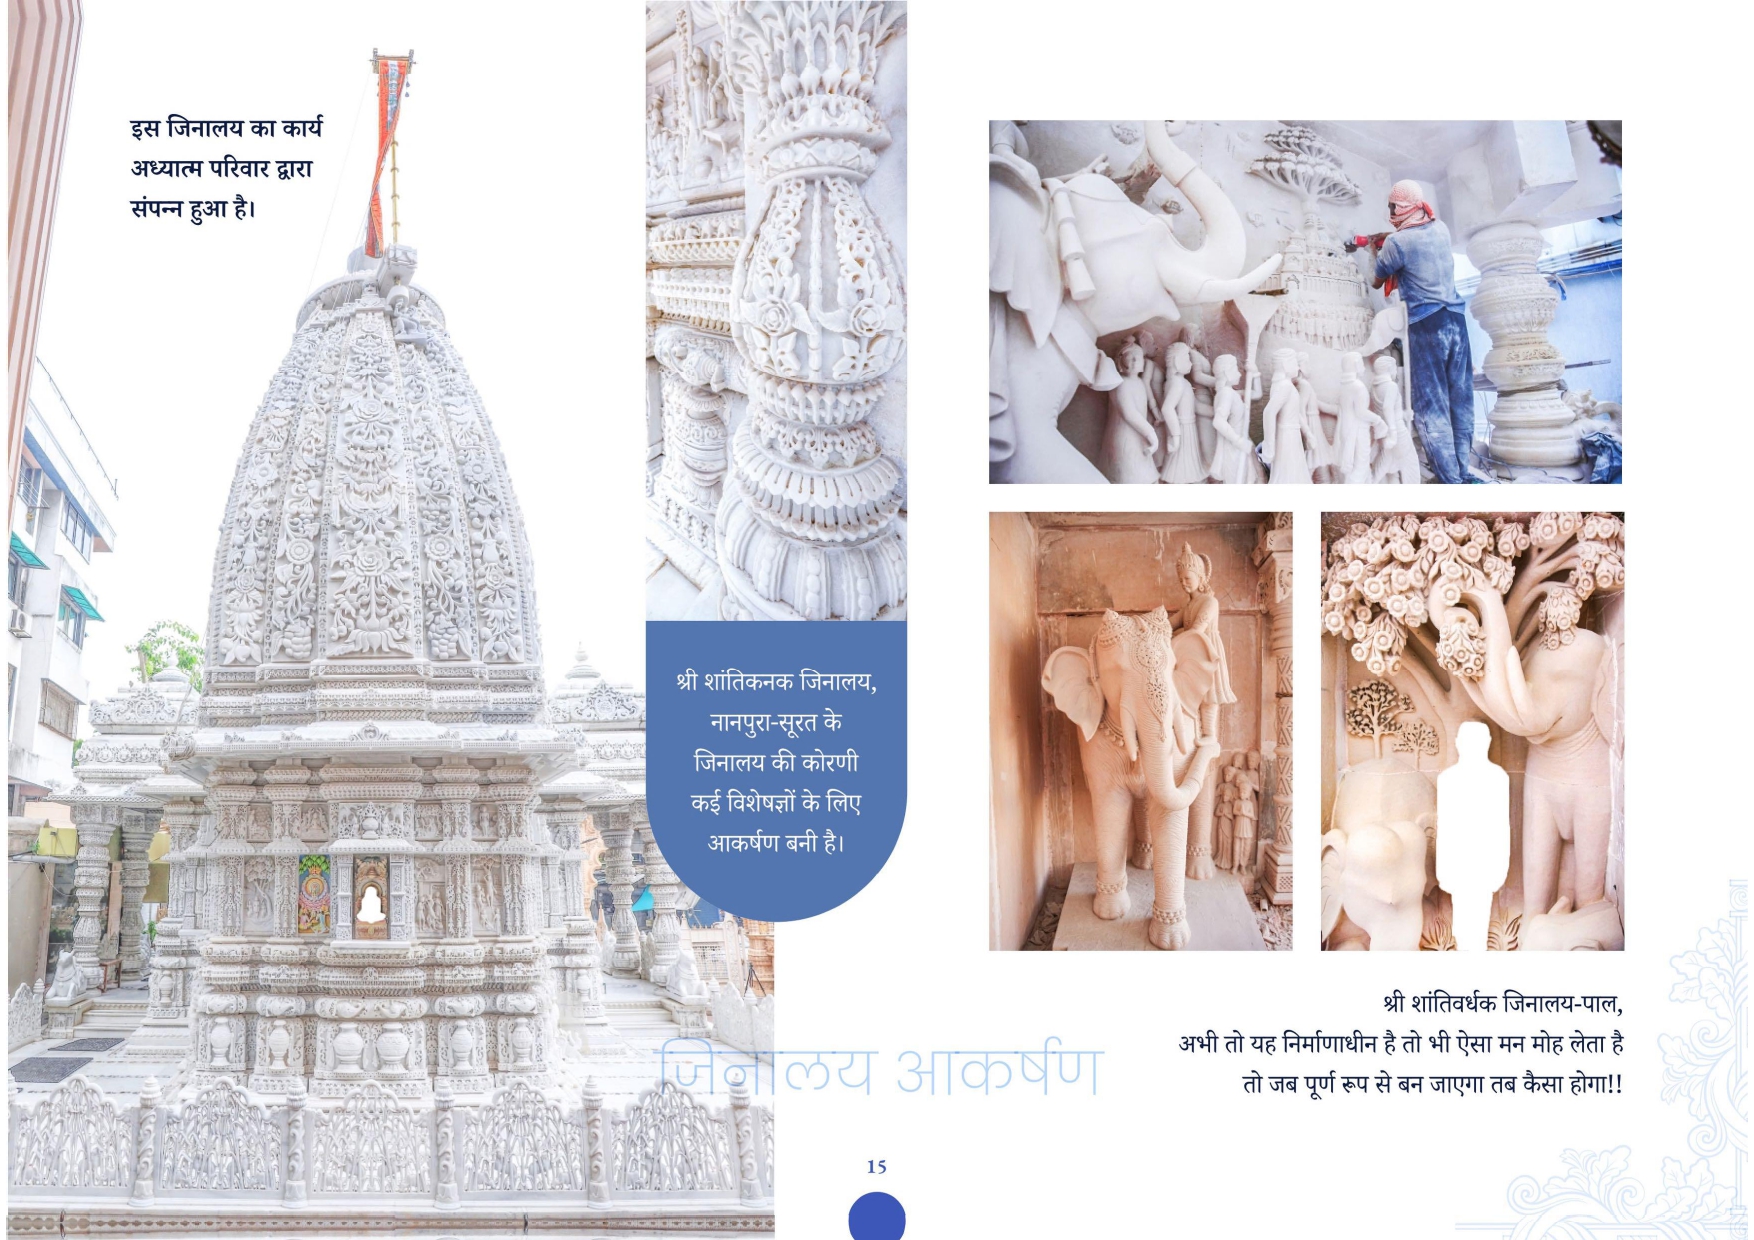 इस जिनालय का कार्य
अध्यात्म परिवार द्वारा
संपन्न हुआ है।
श्री शांतिकनक जिनालय,
नानपुरा-सूरत के
जिनालय की कोरणी
कई विशेषज्ञों के लिए
आकर्षण बनी है।
श्री शांतिवर्धक जिनालय-पाल,
अभी तो यह निर्माणाधीन है तो भी ऐसा मन मोह लेता है
तो जब पूर्ण रूप से बन जाएगा तब कैसा होगा!!
जिनालय आकर्षण
15